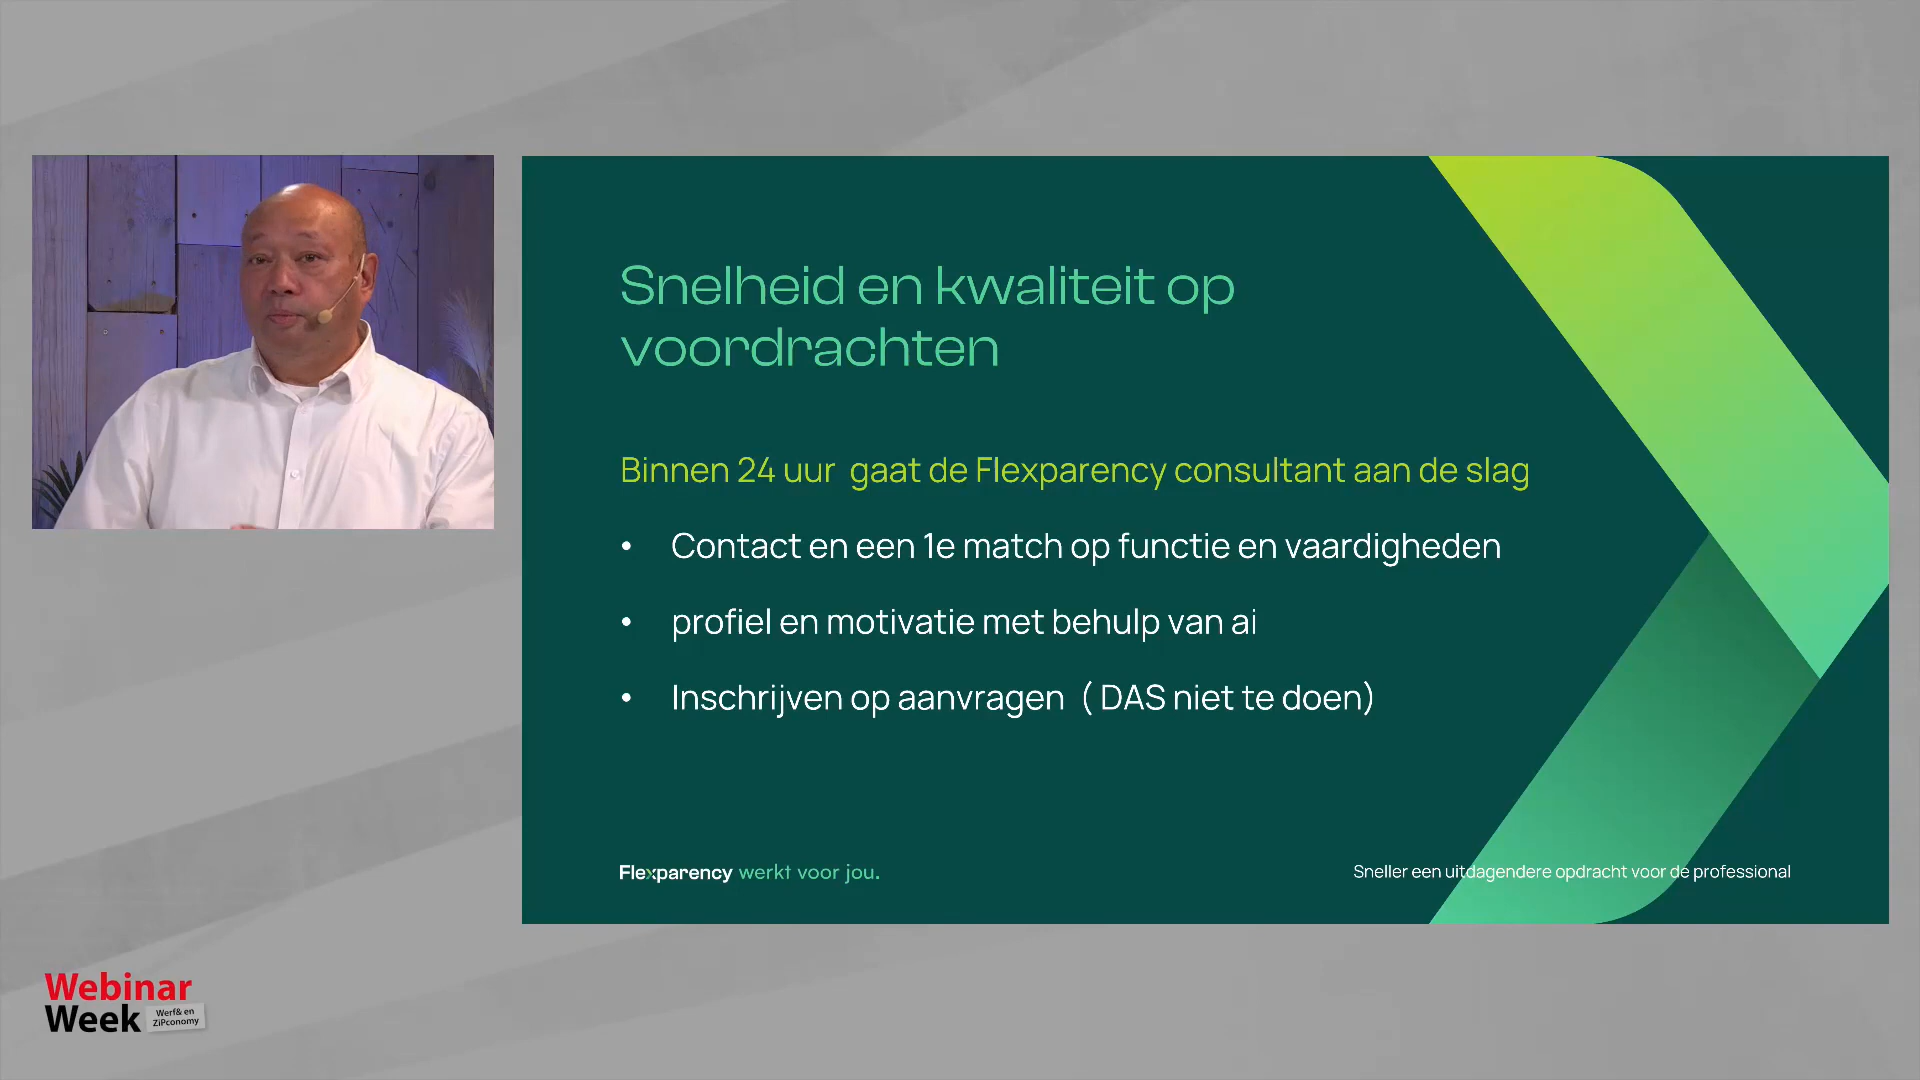 Snelheid en kwaliteit op
voordrachten
Binnen 24 uur  gaat de Flexparency consultant aan de slag
• Contact en een 1e match op functie en vaardigheden
• profiel en motivatie met behulp van ai
• Inschrijven op aanvragen  ( DAS niet te doen)
Flexparency werkt voor jou.
Sneller een uitdagendere opdracht voor de professional
Webinar
Week
Werf& en
ZiPconomy